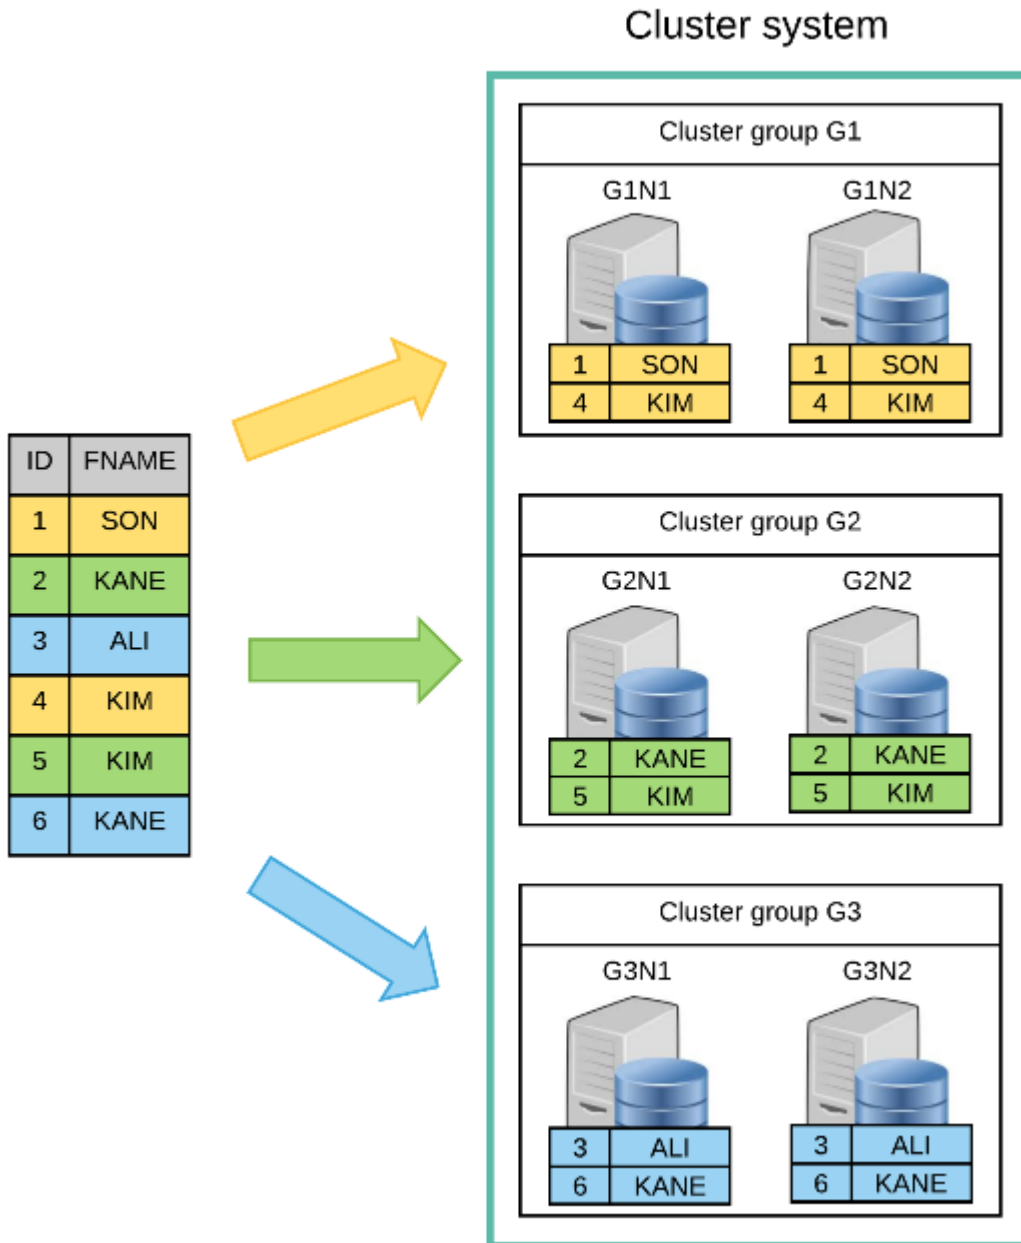 Cluster system
ID FNAME
1 SON
2 KANE
3 ALI
4 KIM
5 KIM
6 KANE
Cluster group G1
G1N1 G1N2
1 SON 1 SON
4 KIM 4 KIM
Cluster group G2
G2N1 G2N2
2 KANE 2 KANE
5 KIM 5 KIM
Cluster group G3
G3N1 G3N2
3 ALI 3 ALI
6 KANE 6 KANE